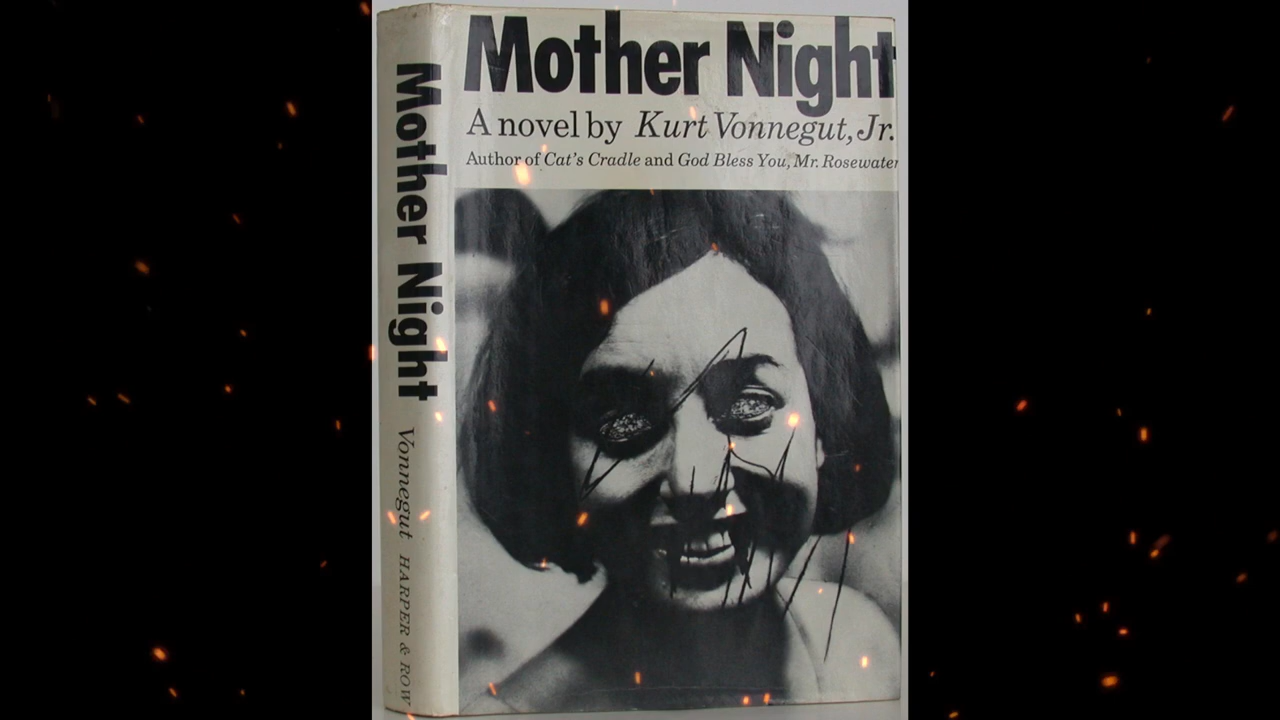 Mother Night
A novel by Kurt Vonnegut, Jr.
Author of Cat's Cradle and God Bless You, Mr. Rosewater
Mother Night
Vonnegut HARPER & ROW